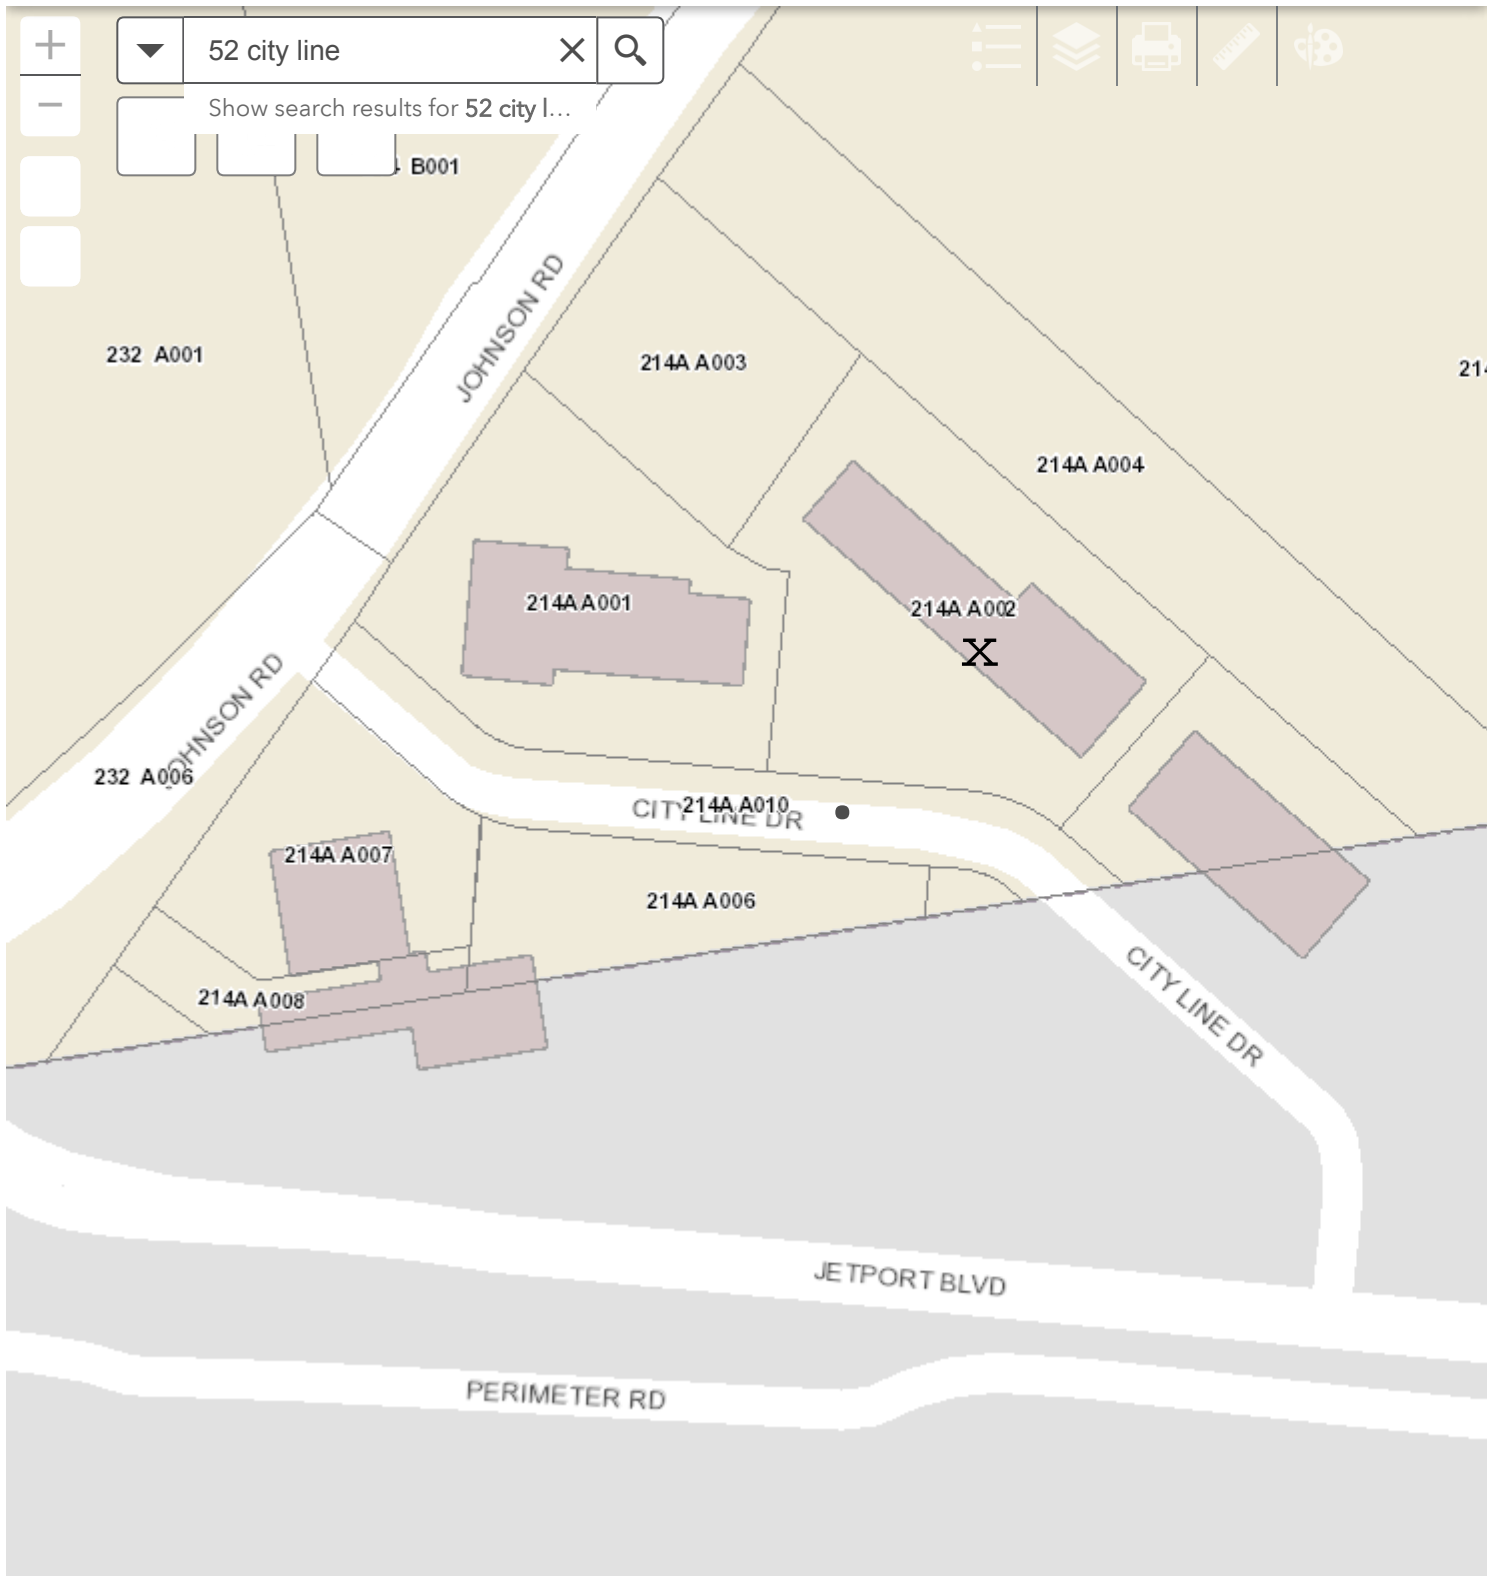 +
52 city line
Show search results for 52 city l…
−
B001
JOHNSON RD
232 A001
214A A003
214A A004
214A A001
214A A002
X
JOHNSON RD
232 A006
214A A010
CITY LINE DR
214A A007
214A A006
CITY LINE DR
214A A008
JETPORT BLVD
PERIMETER RD